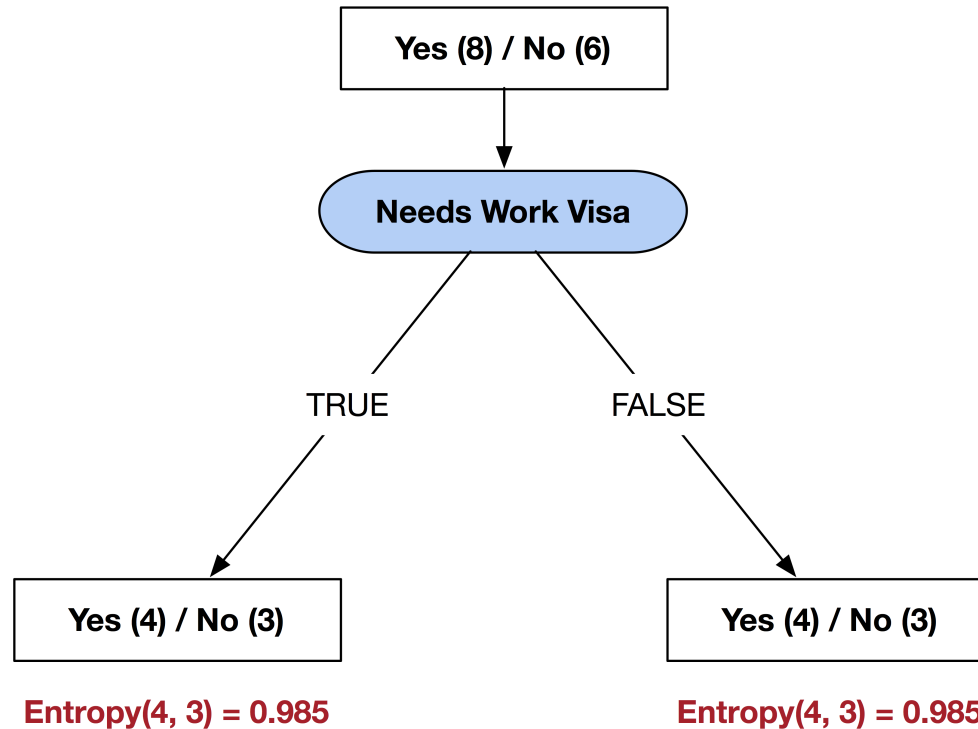 Yes (8) / No (6)
Needs Work Visa
TRUE
FALSE
Yes (4) / No (3)
Yes (4) / No (3)
Entropy(4, 3) = 0.985
Entropy(4, 3) = 0.985